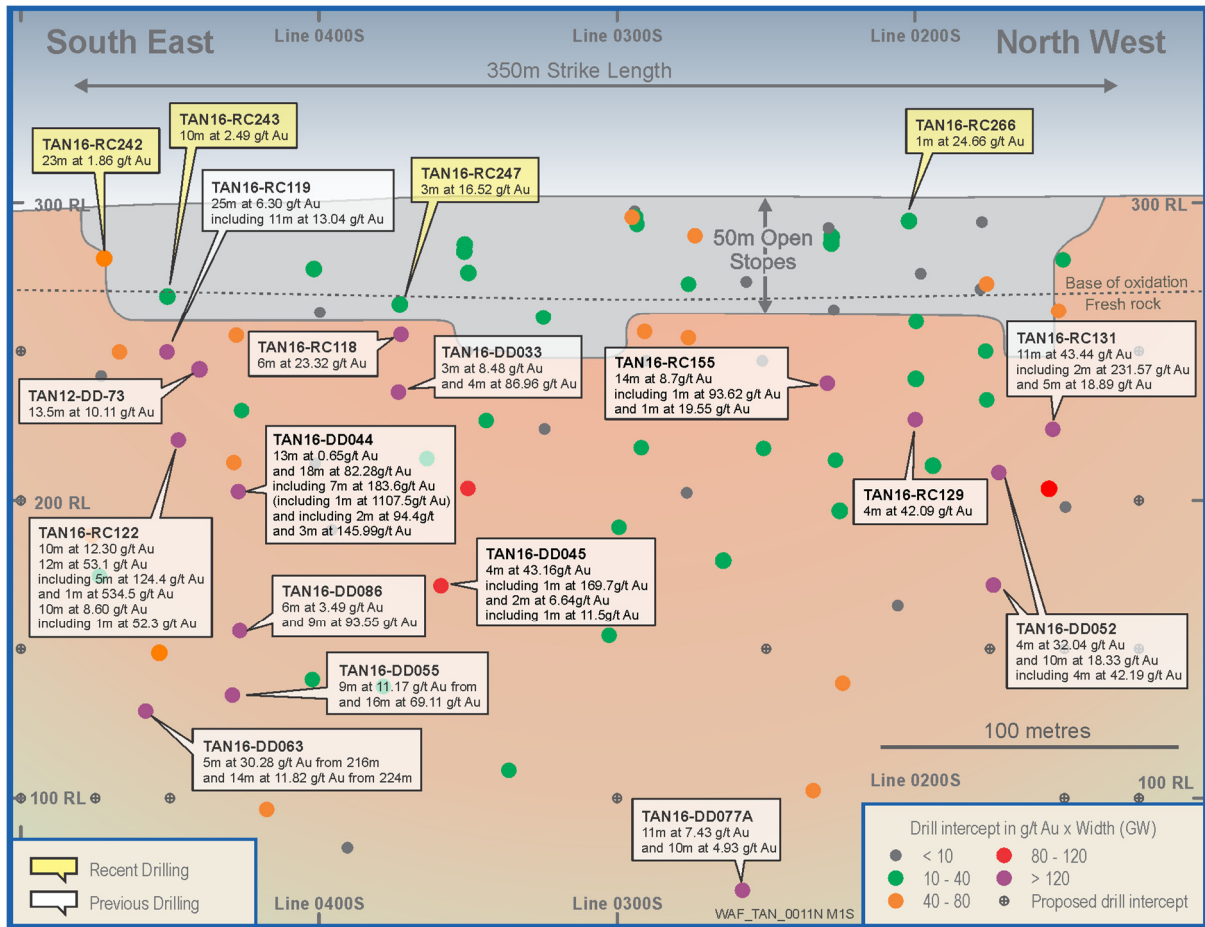 South East
Line 0400S
Line 0300S
Line 0200S
North West
350m Strike Length
TAN16-RC243
10m at 2.49 g/t Au
TAN16-RC242
23m at 1.86 g/t Au
TAN16-RC266
1m at 24.66 g/t Au
TAN16-RC119
25m at 6.30 g/t Au
including 11m at 13.04 g/t Au
TAN16-RC247
3m at 16.52 g/t Au
300 RL
300 RL
50m Open
Stopes
Base of oxidation
Fresh rock
TAN16-RC118
6m at 23.32 g/t Au
TAN16-DD033
3m at 8.48 g/t Au
and 4m at 86.96 g/t Au
TAN16-RC155
14m at 8.7g/t Au
including 1m at 93.62 g/t Au
and 1m at 19.55 g/t Au
TAN16-RC131
11m at 43.44 g/t Au
including 2m at 231.57 g/t Au
and 5m at 18.89 g/t Au
TAN12-DD-73
13.5m at 10.11 g/t Au
TAN16-DD044
13m at 0.65g/t Au
and 18m at 82.28g/t Au
including 7m at 183.6g/t Au
(including 1m at 1107.5g/t Au)
and including 2m at 94.4g/t
and 3m at 145.99g/t Au
TAN16-RC129
4m at 42.09 g/t Au
200 RL
200 RL
TAN16-RC122
10m at 12.30 g/t Au
12m at 53.1 g/t Au
including 5m at 124.4 g/t Au
and 1m at 534.5 g/t Au
10m at 8.60 g/t Au
including 1m at 52.3 g/t Au
TAN16-DD045
4m at 43.16g/t Au
including 1m at 169.7g/t Au
and 2m at 6.64g/t Au
including 1m at 11.5g/t Au
TAN16-DD086
6m at 3.49 g/t Au
and 9m at 93.55 g/t Au
TAN16-DD052
4m at 32.04 g/t Au
and 10m at 18.33 g/t Au
including 4m at 42.19 g/t Au
TAN16-DD055
9m at 11.17 g/t Au from
and 16m at 69.11 g/t Au
TAN16-DD063
5m at 30.28 g/t Au from 216m
and 14m at 11.82 g/t Au from 224m
100 metres
Line 0200S
100 RL
100 RL
TAN16-DD077A
11m at 7.43 g/t Au
and 10m at 4.93 g/t Au
Recent Drilling
Previous Drilling
Line 0400S
Line 0300S
WAF_TAN_0011N M1S
Drill intercept in g/t Au x Width (GW)
< 10
80 - 120
10 - 40
> 120
40 - 80
Proposed drill intercept